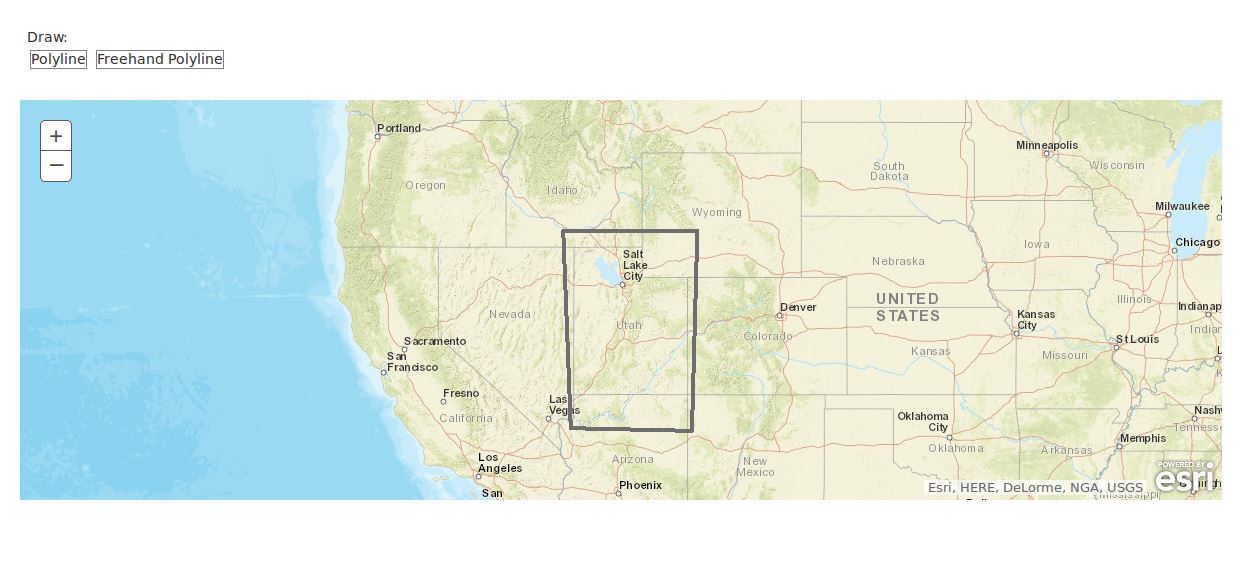 Draw:
Polyline Freehand Polyline
+
−
Portland
Oregon
Idaho
Wyoming
South
Dakota
Minneapolis
Wisconsin
Milwaukee
Chicago
Iowa
Nebraska
Illinois
Salt
Lake
City
Nevada
Utah
Denver
Colorado
UNITED
STATES
Kansas
City
St Louis
Missouri
Kansas
Sacramento
San
Francisco
Fresno
California
Las
Vegas
Los
Angeles
San
Arizona
Phoenix
New
Mexico
Oklahoma
City
Oklahoma
Arkansas
Memphis
Indianap
Indian
Nash
Tennesse
Mississippi
Esri, HERE, DeLorme, NGA, USGS
POWERED BY
esri